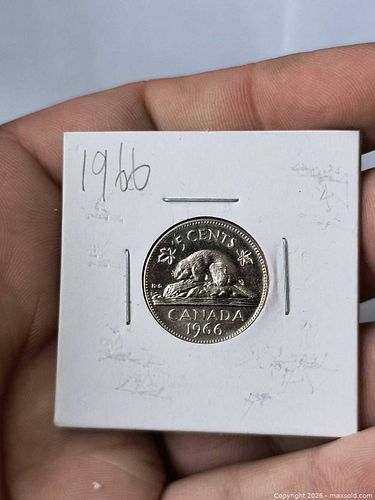 1966
5 CENTS
K·G
CANADA
1966
Copyright 2026 - maxsold.com